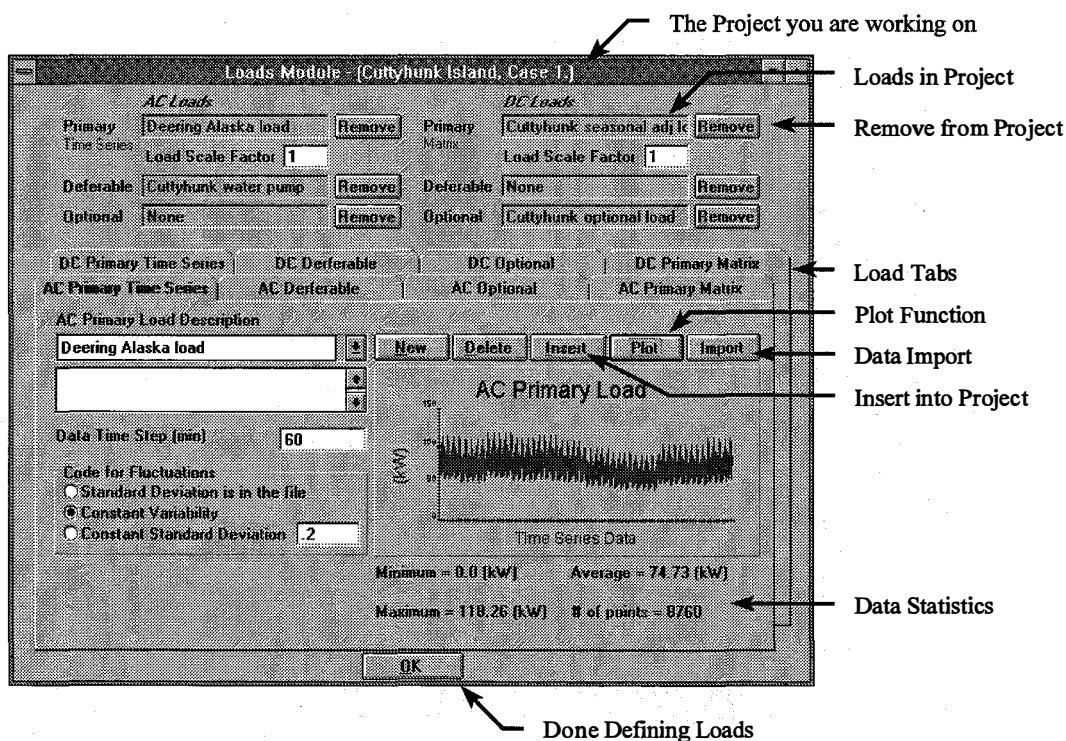 The Project you are working on
Loads Module - (Cuttyhunk Island, Case 1.)
Loads in Project
AC Loads
DC Loads
Primary
Time Series
Deering Alaska load
Remove
Primary
Matrix
Cuttyhunk seasonal adj lo
Remove
Remove from Project
Load Scale Factor 1
Load Scale Factor 1
Deferable
Cuttyhunk water pump
Remove
Deferable
None
Remove
Optional
None
Remove
Optional
Cuttyhunk optional load
Remove
DC Primary Time Series
DC Derferable
DC Optional
DC Primary Matrix
Load Tabs
AC Primary Time Series
AC Derferable
AC Optional
AC Primary Matrix
Plot Function
AC Primary Load Description
Deering Alaska load
New
Delete
Insert
Plot
Import
Data Import
Insert into Project
AC Primary Load
150
100
50
0
(kW)
Time Series Data
Data Time Step (min) 60
Code for Fluctuations
Standard Deviation is in the file
Constant Variability
Constant Standard Deviation .2
Minimum = 0.0 (kW)
Average = 74.73 (kW)
Maximum = 118.26 (kW)
# of points = 8760
Data Statistics
OK
Done Defining Loads